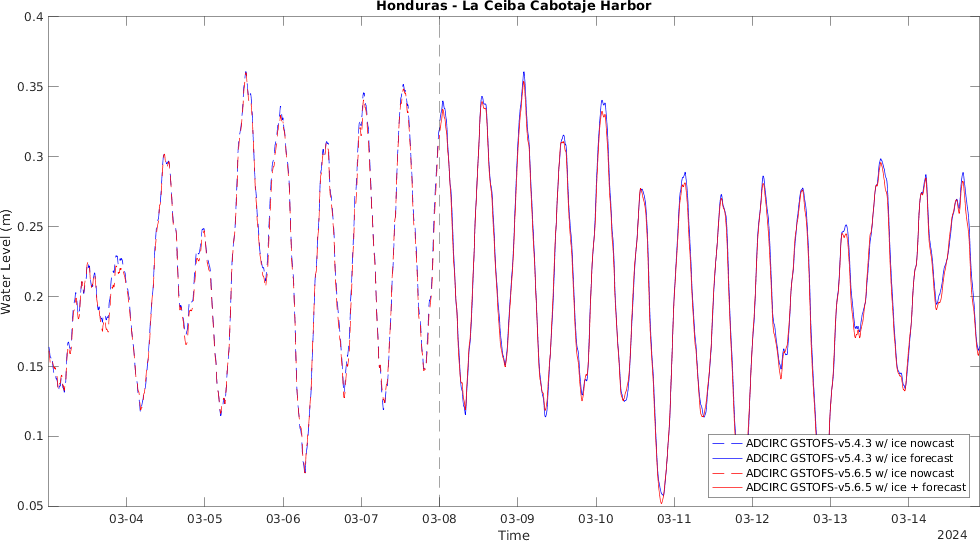 Honduras - La Ceiba Cabotaje Harbor
0.4
0.35
0.3
0.25
0.2
0.15
0.1
0.05
Water Level (m)
ADCIRC GSTOFS-v5.4.3 w/ ice nowcast
ADCIRC GSTOFS-v5.4.3 w/ ice forecast
ADCIRC GSTOFS-v5.6.5 w/ ice nowcast
ADCIRC GSTOFS-v5.6.5 w/ ice + forecast
03-04 03-05 03-06 03-07 03-08 03-09 03-10 03-11 03-12 03-13 03-14
Time
2024